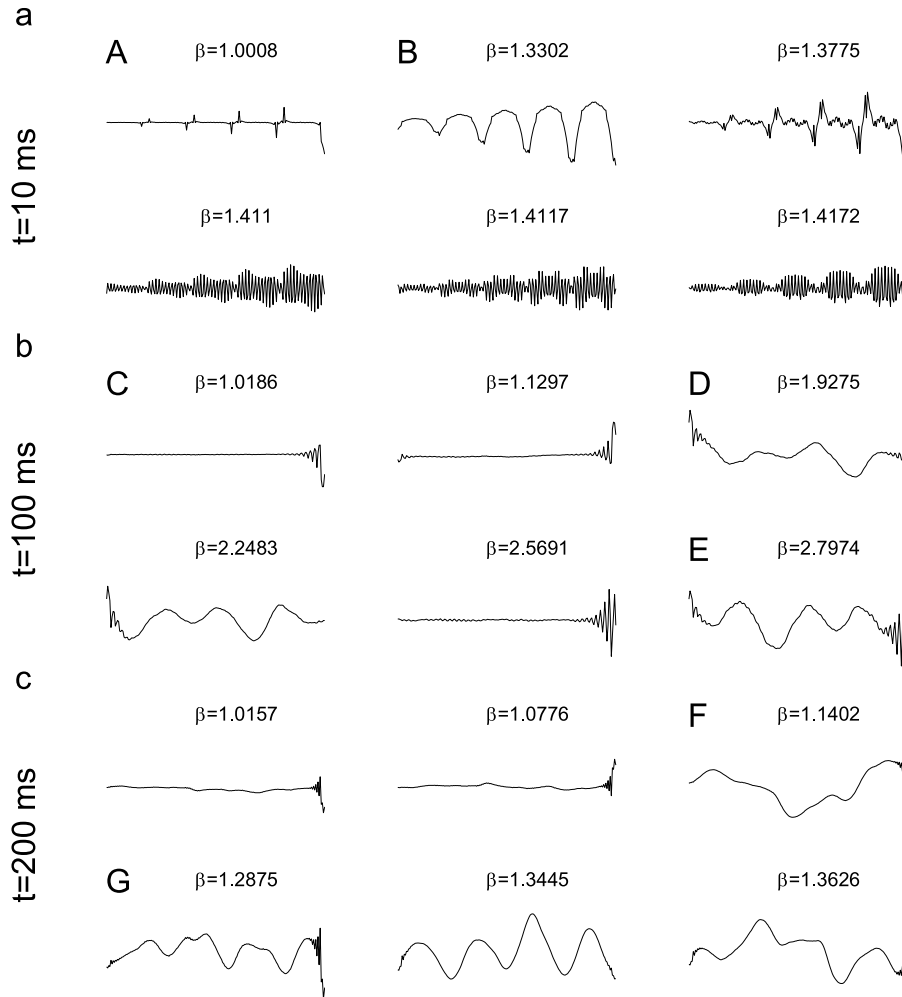 a
A β=1.0008 B β=1.3302 β=1.3775
t=10 ms
β=1.411 β=1.4117 β=1.4172
b
C β=1.0186 β=1.1297 D β=1.9275
t=100 ms
β=2.2483 β=2.5691 E β=2.7974
c
β=1.0157 β=1.0776 F β=1.1402
t=200 ms
G β=1.2875 β=1.3445 β=1.3626